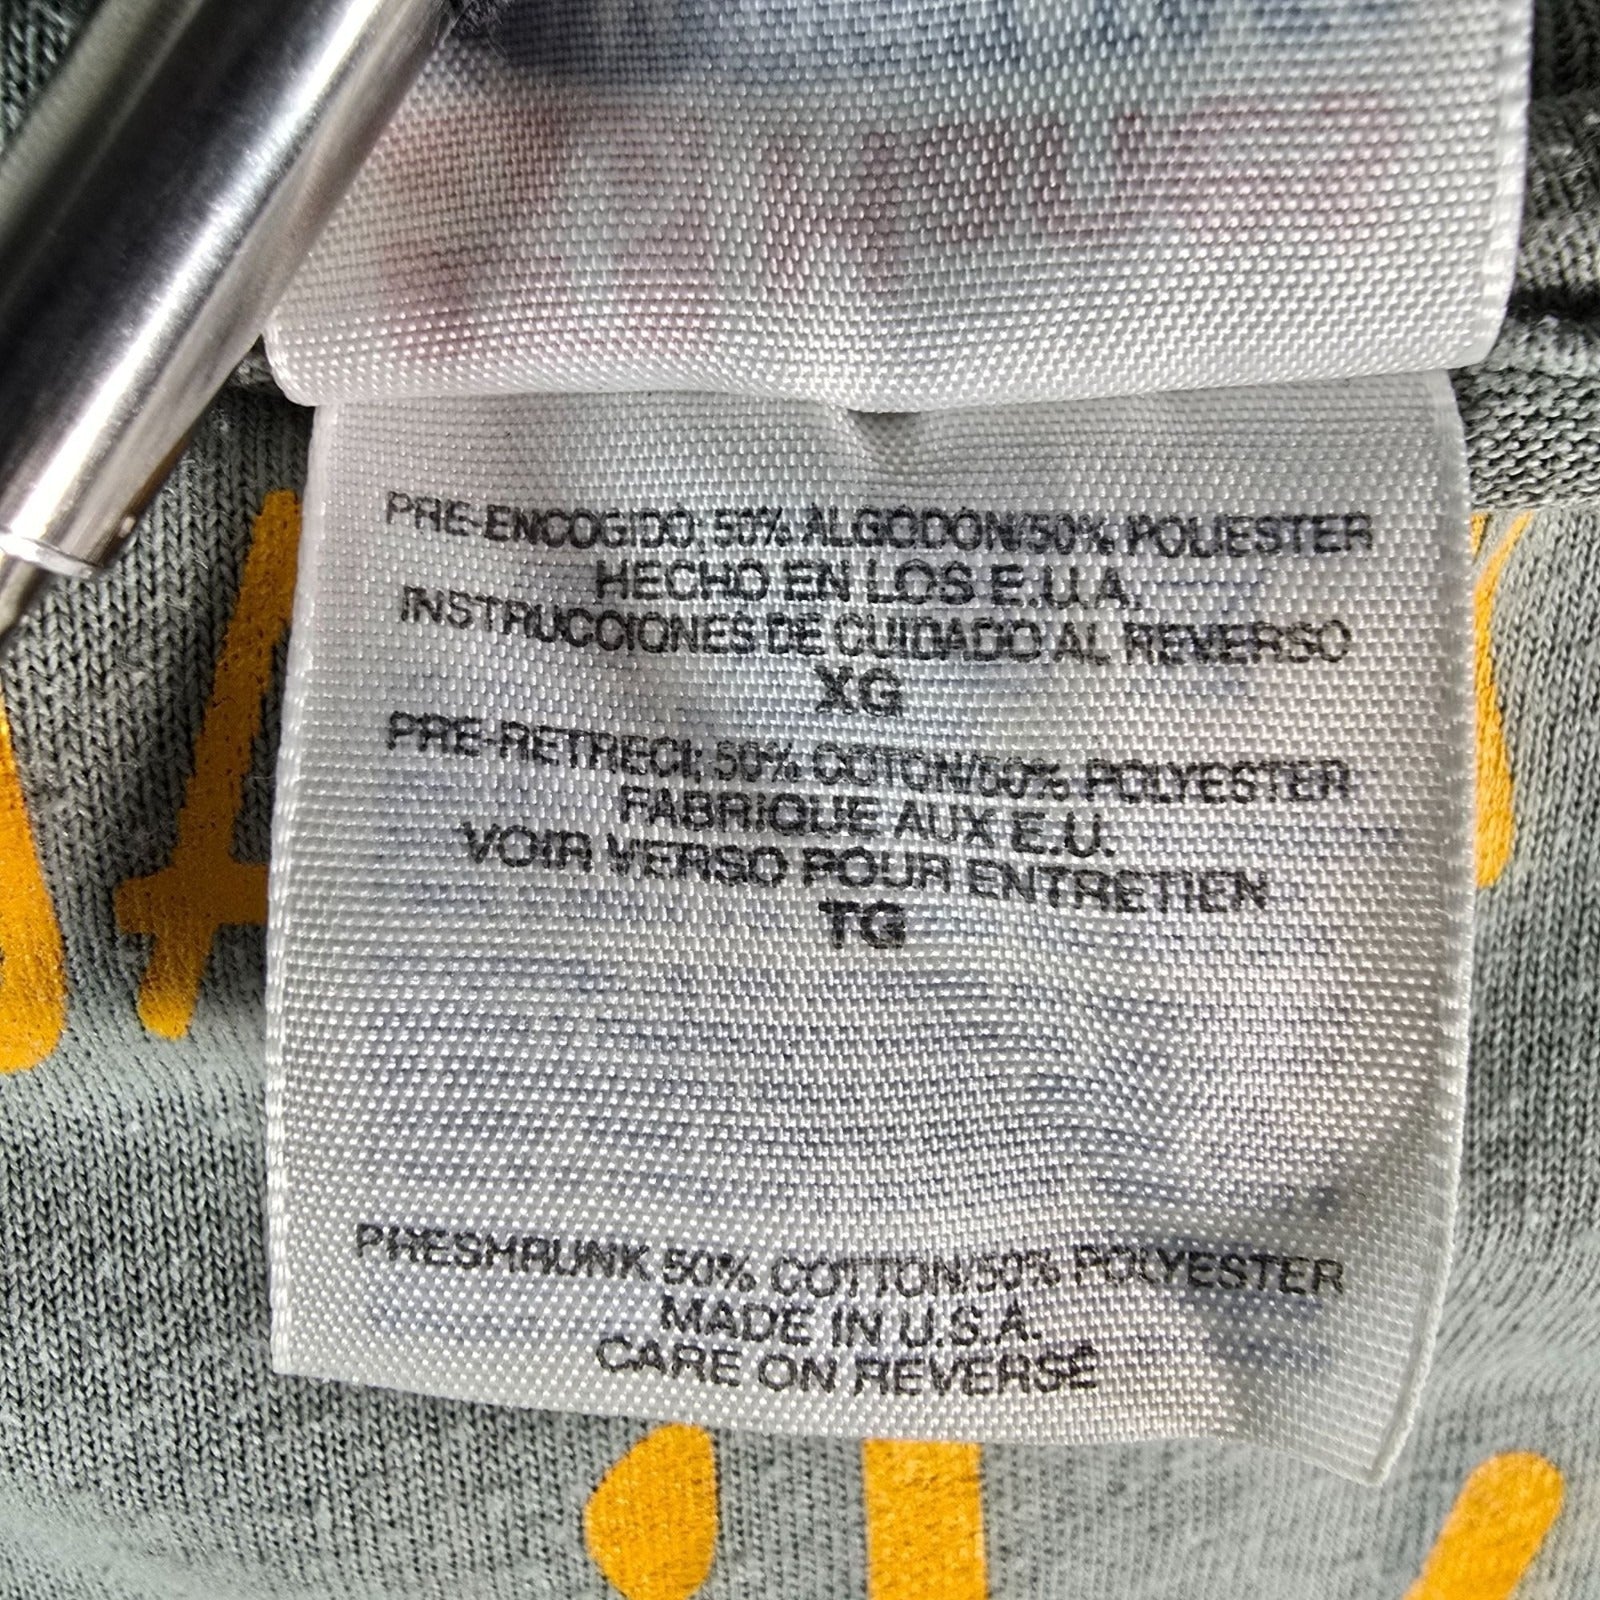 PRE-ENCOGIDO; 50% ALGODÓN/50% POLIESTER
HECHO EN LOS E.U.A.
INSTRUCCIONES DE CUIDADO AL REVERSO
XG
PRE-RETRECI; 50% COTON/50% POLYESTER
FABRIQUE AUX E.U.
VOIR VERSO POUR ENTRETIEN
TG
PRESHRUNK 50% COTTON/50% POLYESTER
MADE IN U.S.A.
CARE ON REVERSE